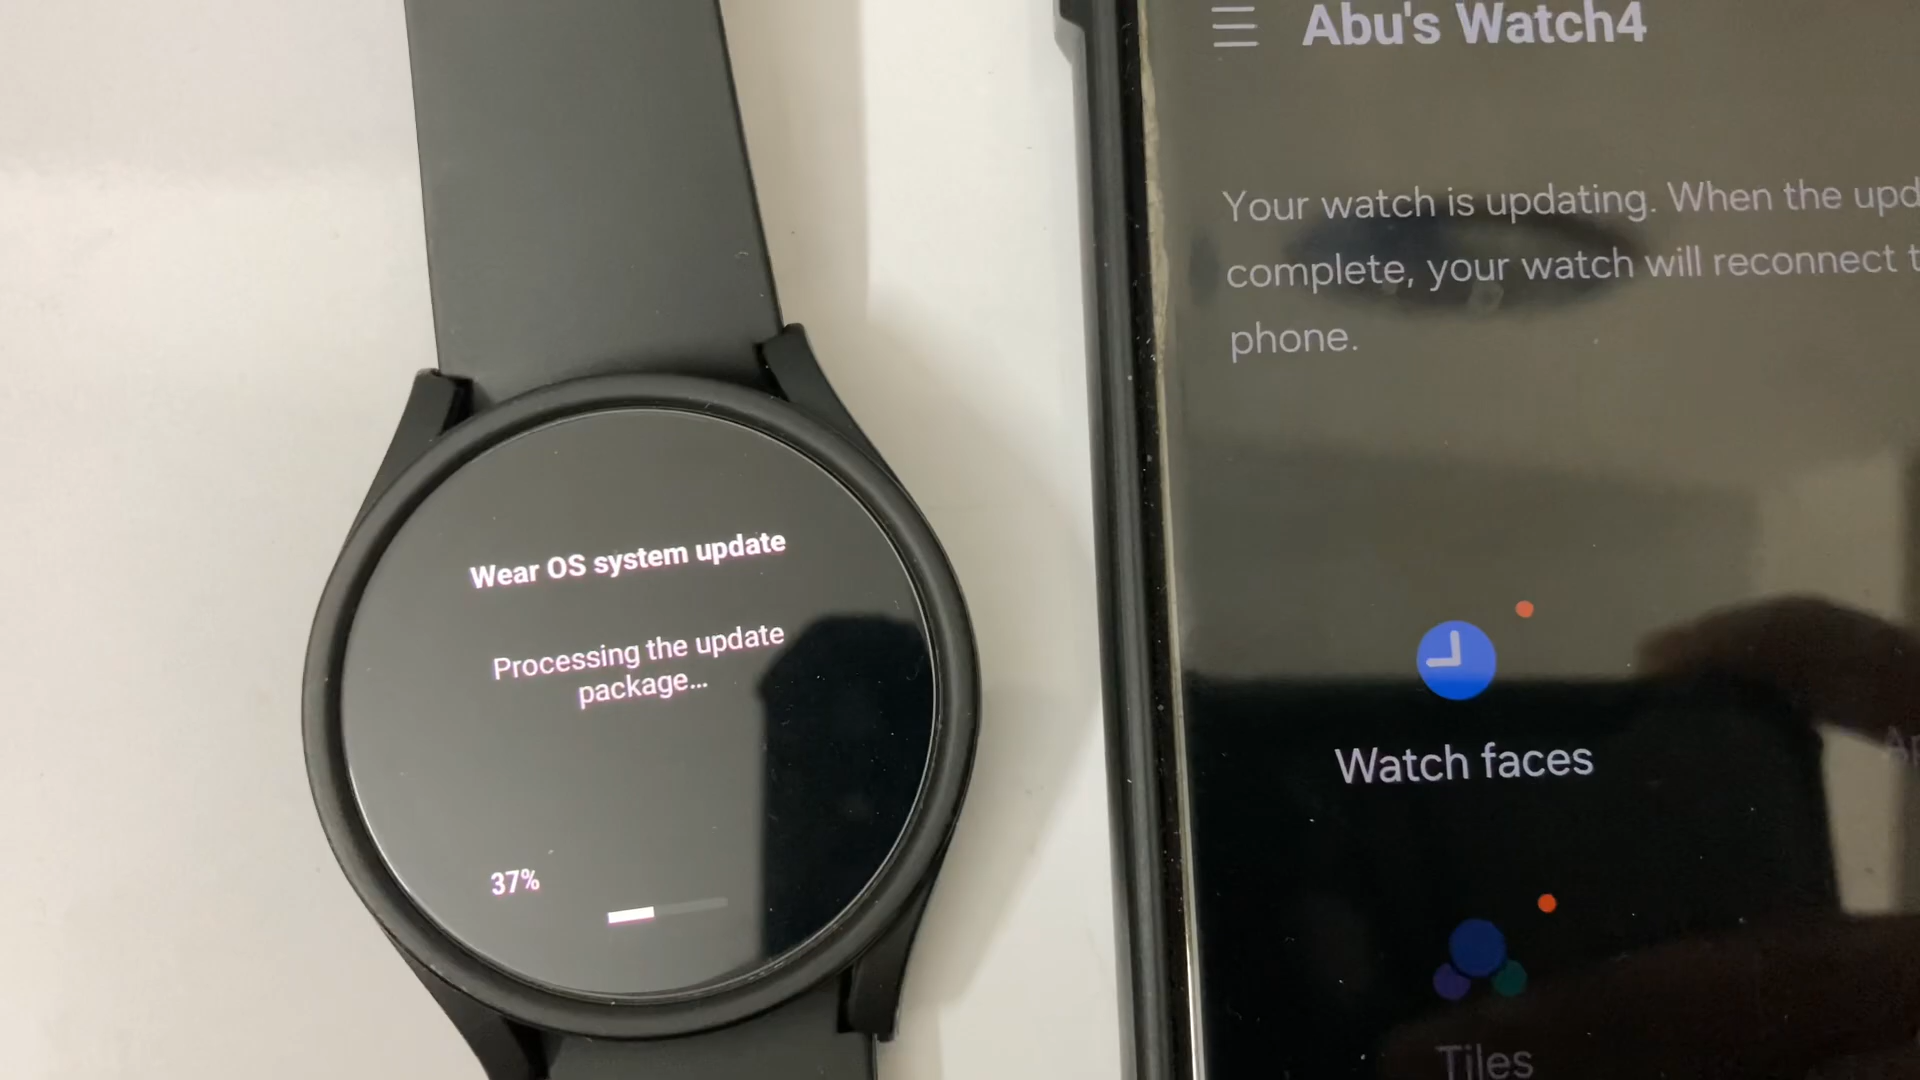 Wear OS system update
Processing the update
package...
37%
Abu's Watch4
Your watch is updating. When the
complete, your watch will reconnect
phone.
Watch faces
Tiles